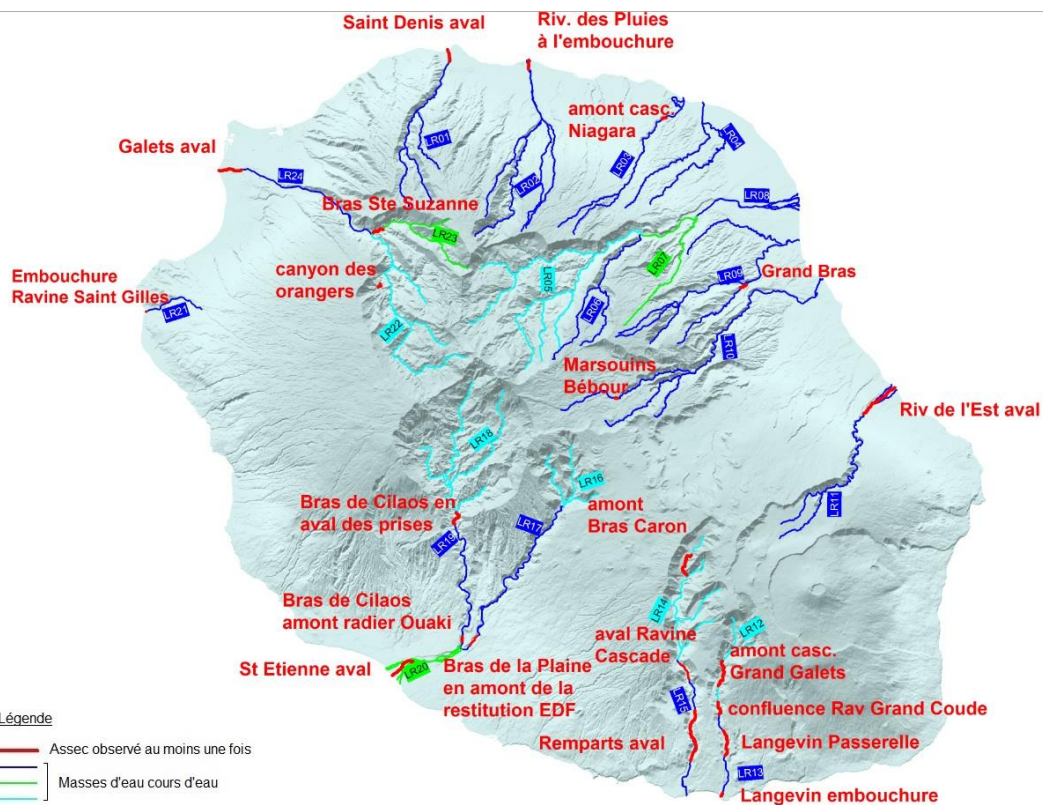 Saint Denis aval
Riv. des Pluies
à l'embouchure
amont casc.
Niagara
LR01
LR02
LR03
LR04
Galets aval
LR24
LR08
Bras Ste Suzanne
LR23
canyon des
orangers
LR05
LR07
LR09
Grand Bras
Embouchure
Ravine Saint Gilles
LR21
LR22
LR06
LR10
Marsouins
Bébour
Riv de l'Est aval
LR18
LR16
Bras de Cilaos en
aval des prises
amont
Bras Caron
LR11
LR17
LR19
Bras de Cilaos
amont radier Ouaki
LR14
LR12
aval Ravine
Cascade
amont casc.
Grand Galets
St Etienne aval
LR20
Bras de la Plaine
en amont de la
restitution EDF
confluence Rav Grand Coude
Remparts aval
Langevin Passerelle
LR13
Langevin embouchure
Légende
Assec observé au moins une fois
Masses d'eau cours d'eau